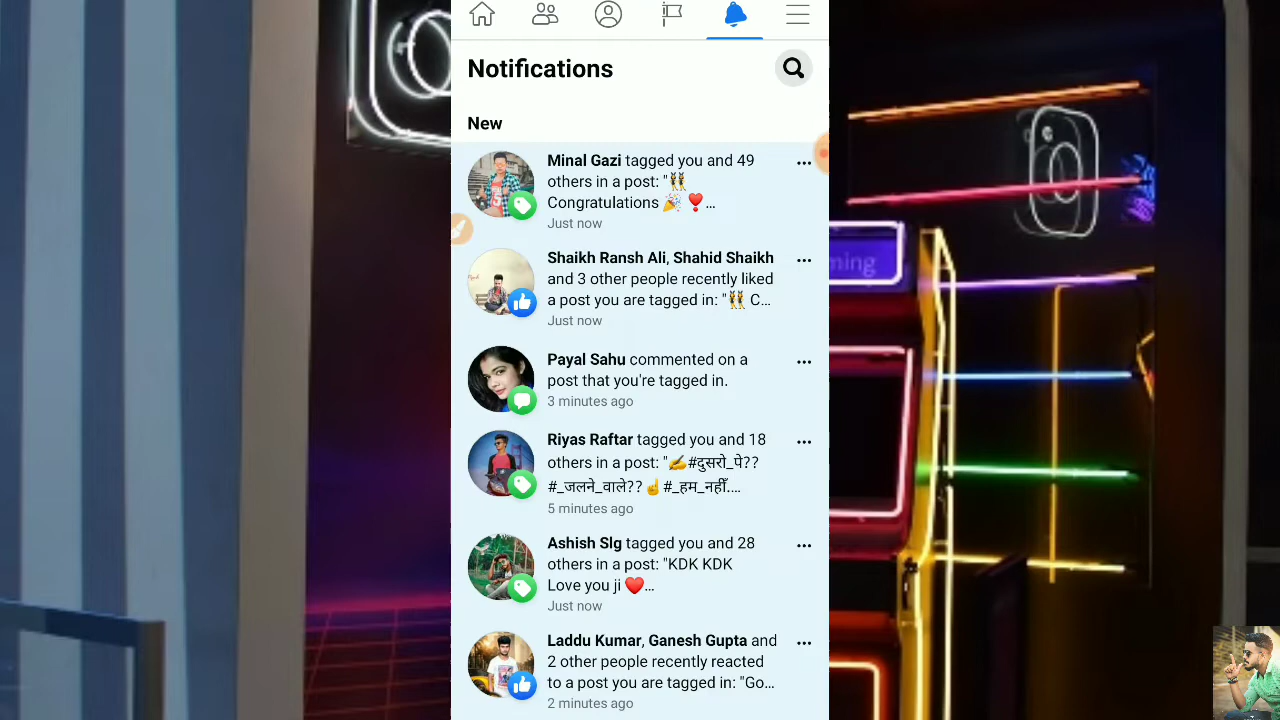 Notifications
New
Minal Gazi tagged you and 49
others in a post: "👯
Congratulations 🎉 ❣️...
Just now
Shaikh Ransh Ali, Shahid Shaikh
and 3 other people recently liked
a post you are tagged in: "👯 C...
Just now
Payal Sahu commented on a
post that you're tagged in.
3 minutes ago
Riyas Raftar tagged you and 18
others in a post: "✍️#दुसरो_पे??
#_जलने_वाले??☝️#_हम_नहीँ....
5 minutes ago
Ashish Slg tagged you and 28
others in a post: "KDK KDK
Love you ji ❤️...
Just now
Laddu Kumar, Ganesh Gupta and
2 other people recently reacted
to a post you are tagged in: "Go...
2 minutes ago